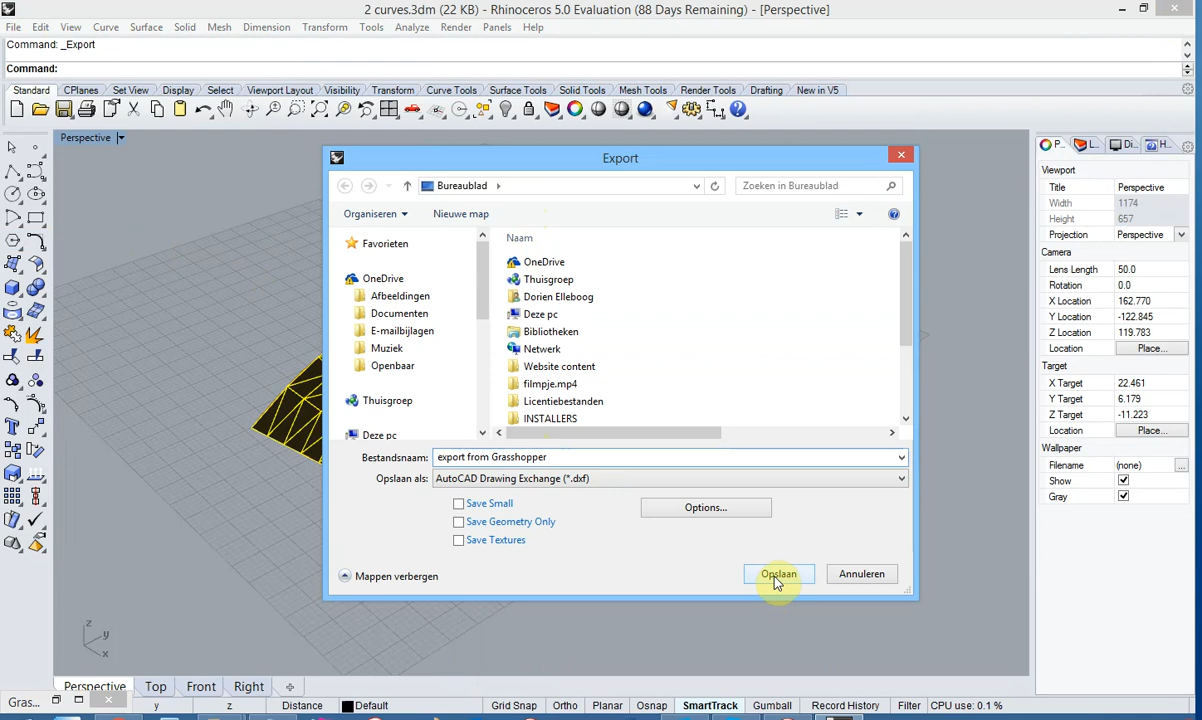 2 curves.3dm (22 KB) - Rhinoceros 5.0 Evaluation (88 Days Remaining) - [Perspective]
File Edit View Curve Surface Solid Mesh Dimension Transform Tools Analyze Render Panels Help
Command: _Export
Command:
Standard CPlanes Set View Display Select Viewport Layout Visibility Transform Curve Tools Surface Tools Solid Tools Mesh Tools Render Tools Drafting New in V5
Perspective
Export
Bureaublad
Zoeken in Bureaublad
Organiseren Nieuwe map
Favorieten
OneDrive
Afbeeldingen
Documenten
E-mailbijlagen
Muziek
Openbaar
Thuisgroep
Deze pc
Naam
OneDrive
Thuisgroep
Dorien Elleboog
Deze pc
Bibliotheken
Netwerk
Website content
filmpje.mp4
Licentiebestanden
INSTALLERS
Bestandsnaam: export from Grasshopper
Opslaan als: AutoCAD Drawing Exchange (*.dxf)
Save Small
Save Geometry Only
Save Textures
Options...
Mappen verbergen
Opslaan Annuleren
P... L... Di... H...
Viewport
Title Perspective
Width 1174
Height 657
Projection Perspective
Camera
Lens Length 50.0
Rotation 0.0
X Location 162.770
Y Location -122.845
Z Location 119.783
Location Place...
Target
X Target 22.461
Y Target 6.179
Z Target -11.223
Location Place...
Wallpaper
Filename (none) ...
Show
Gray
z
y
x
Perspective Top Front Right
Gras...
y z Distance Default Grid Snap Ortho Planar Osnap SmartTrack Gumball Record History Filter CPU use: 0.1 %